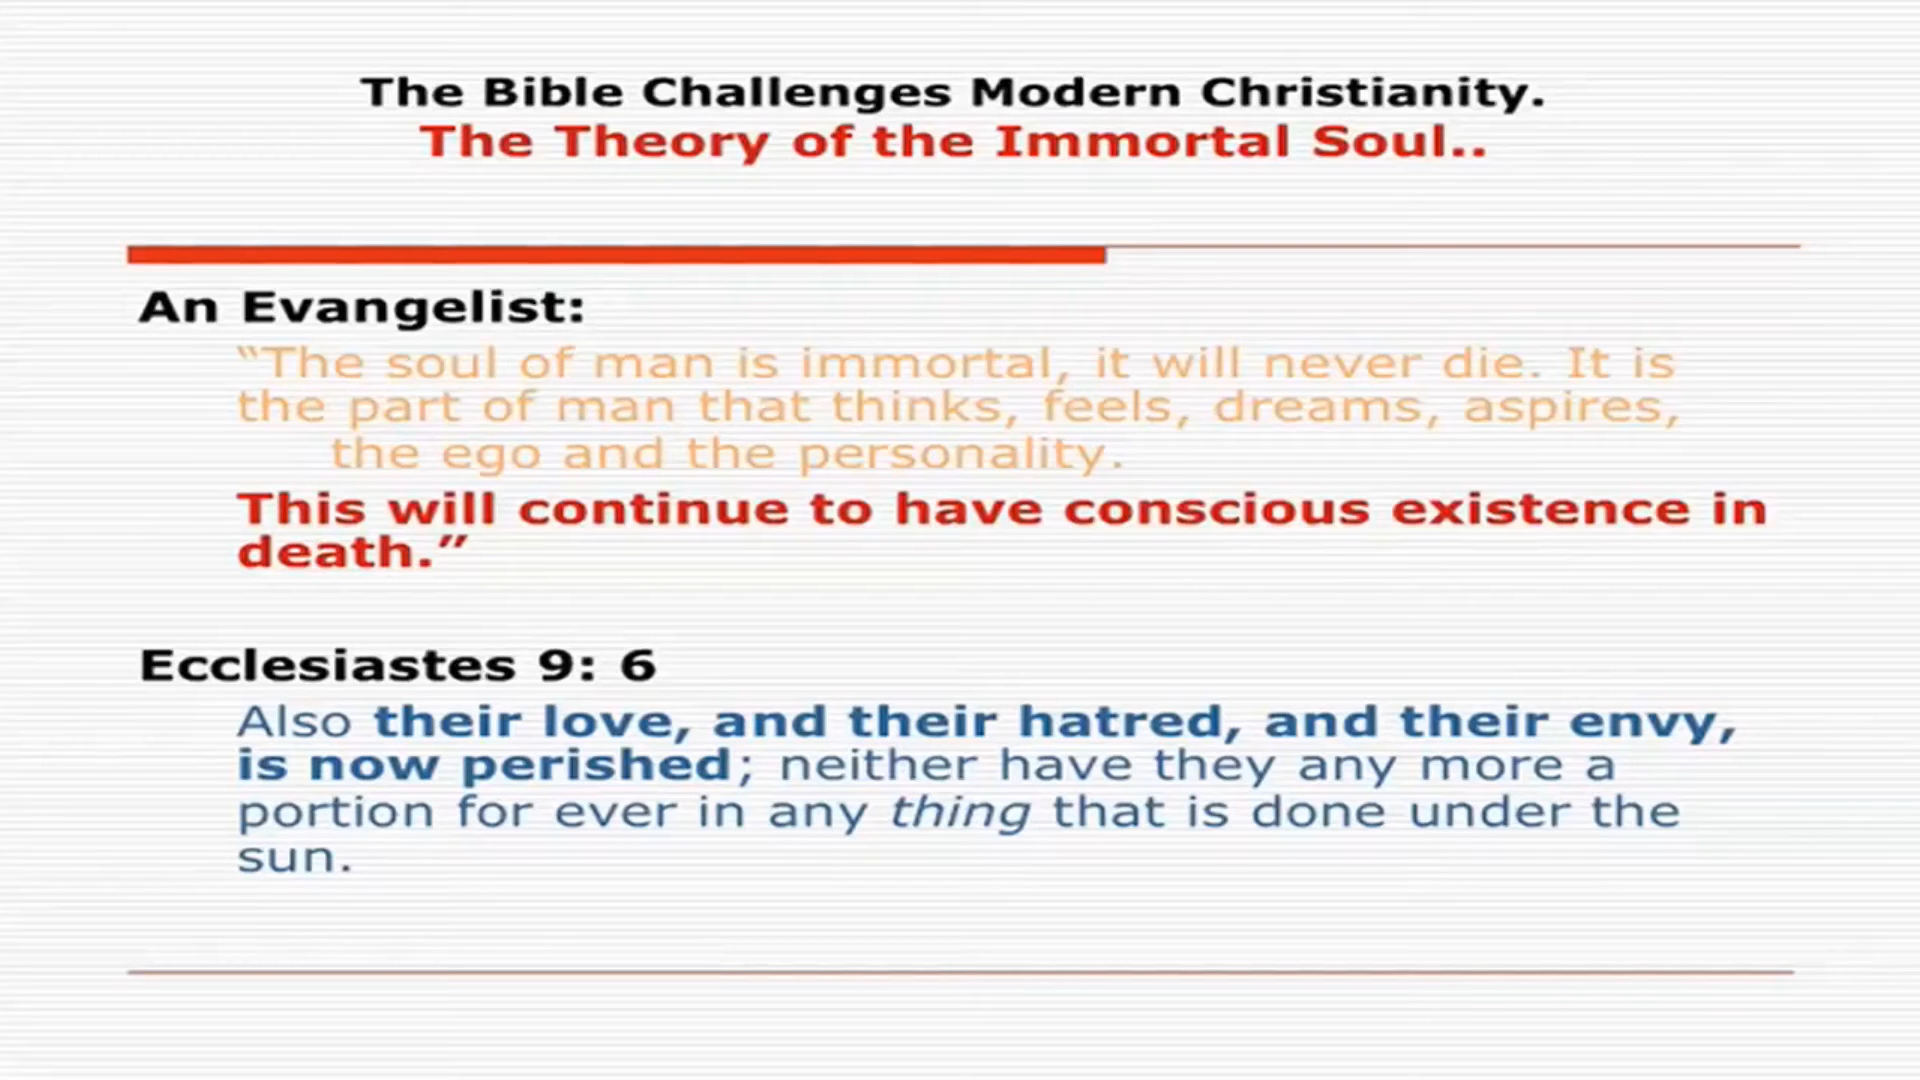 The Bible Challenges Modern Christianity.
The Theory of the Immortal Soul..
An Evangelist:
“The soul of man is immortal, it will never die. It is
the part of man that thinks, feels, dreams, aspires,
the ego and the personality.
This will continue to have conscious existence in
death.”
Ecclesiastes 9: 6
Also their love, and their hatred, and their envy,
is now perished; neither have they any more a
portion for ever in any thing that is done under the
sun.